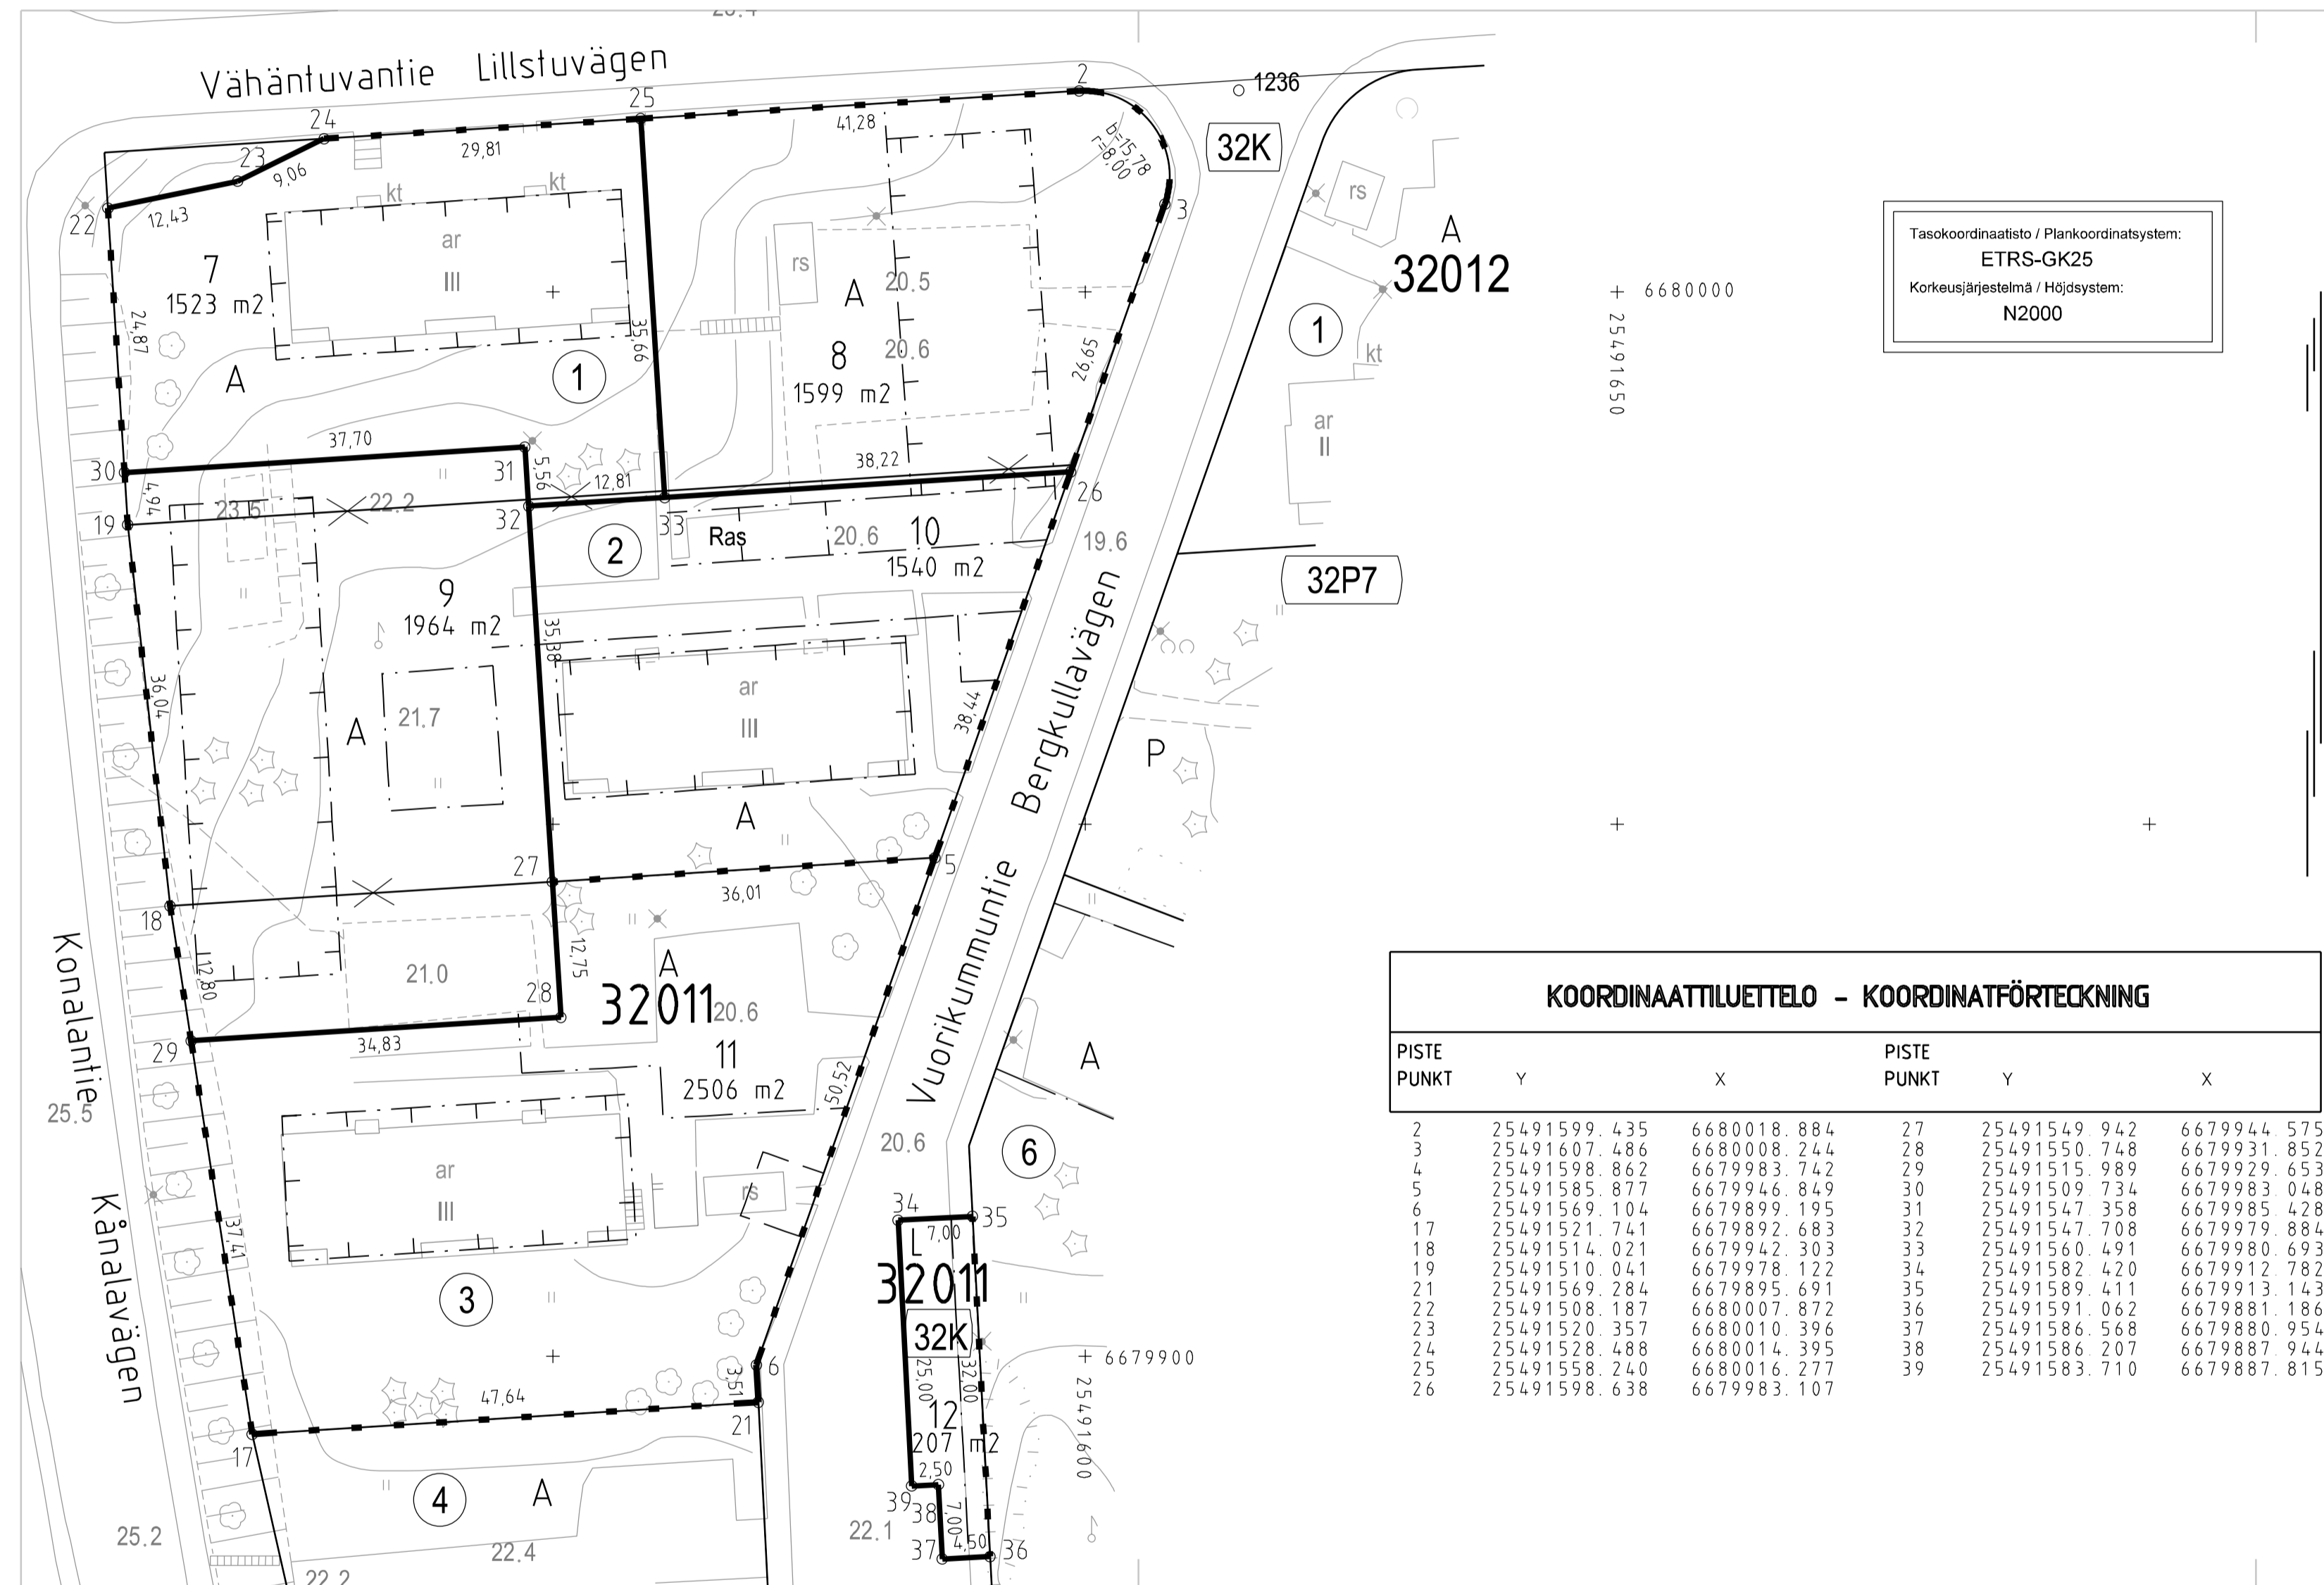 Vähäntuvantie Lillstuvägen
2
1236
25
24
41,28
29,81
b=15,78
r=8,00
32K
23
9,06
kt
kt
rs
3
22
12,43
A
32012
7
1523 m2
ar
III
rs
A
20.5
1
6680000
25491650
Tasokoordinaatisto / Plankoordinatsystem:
ETRS-GK25
Korkeusjärjestelmä / Höjdsystem:
N2000
24,87
35,66
8
20.6
1599 m2
26,65
kt
A
1
ar
II
37,70
38,22
30
31
5,56
12,81
26
4,94
19
23.5
22.2
32
33
2
Ras
20.6
10
1540 m2
19.6
32P7
9
1964 m2
35,38
36,04
ar
III
38,44
A
21.7
A
P
27
5
36,01
18
12,80
21.0
12,75
28
A
32011
20.6
29
34,83
11
2506 m2
50,52
A
Konalantie
Kånalavägen
Vuorikummuntie Bergkullavägen
25.5
20.6
6
ar
III
rs
37,41
34
35
7,00
L
32011
32K
3
6
3,51
25,00
32,00
6679900
25491600
47,64
21
17
12
207 m2
2,50
39
38
7,00
4,50
37
36
4
A
25.2
22.4
22.1
22.2
KOORDINAATTILUETTELO - KOORDINATFÖRTECKNING
PISTE PISTE
PUNKT Y X PUNKT Y X
2 25491599.435 6680018.884 27 25491549.942 6679944.575
3 25491607.486 6680008.244 28 25491550.748 6679931.852
4 25491598.862 6679983.742 29 25491515.989 6679929.653
5 25491585.877 6679946.849 30 25491509.734 6679983.048
6 25491569.104 6679899.195 31 25491547.358 6679985.428
17 25491521.741 6679892.683 32 25491547.708 6679979.884
18 25491514.021 6679942.303 33 25491560.491 6679980.693
19 25491510.041 6679978.122 34 25491582.420 6679912.782
21 25491569.284 6679895.691 35 25491589.411 6679913.143
22 25491508.187 6680007.872 36 25491591.062 6679881.186
23 25491520.357 6680010.396 37 25491586.568 6679880.954
24 25491528.488 6680014.395 38 25491586.207 6679887.944
25 25491558.240 6680016.277 39 25491583.710 6679887.815
26 25491598.638 6679983.107